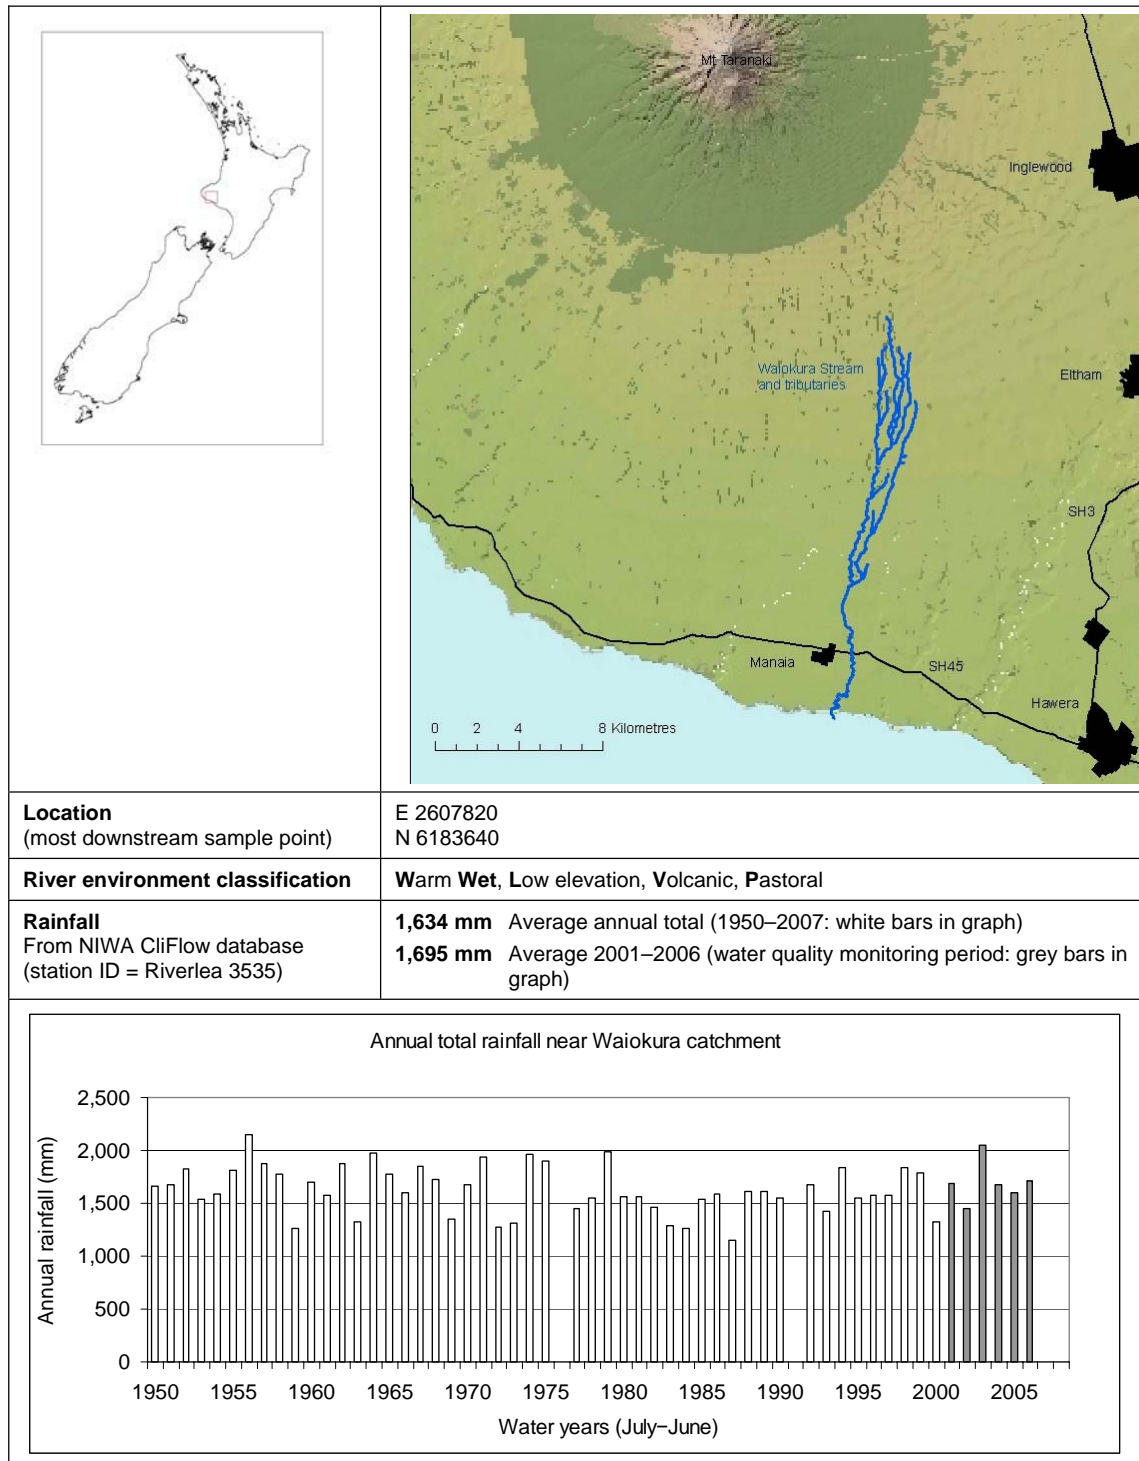 Mt Taranaki
Inglewood
Waiokura Stream
and tributaries
Eltham
SH3
Manaia
SH45
Hawera
0 2 4 8 Kilometres
Location
(most downstream sample point)
E 2607820
N 6183640
River environment classification
Warm Wet, Low elevation, Volcanic, Pastoral
Rainfall
From NIWA CliFlow database
(station ID = Riverlea 3535)
1,634 mm Average annual total (1950–2007: white bars in graph)
1,695 mm Average 2001–2006 (water quality monitoring period: grey bars in
graph)
Annual total rainfall near Waiokura catchment
Annual rainfall (mm)
2,500
2,000
1,500
1,000
500
0
1950 1955 1960 1965 1970 1975 1980 1985 1990 1995 2000 2005
Water years (July–June)